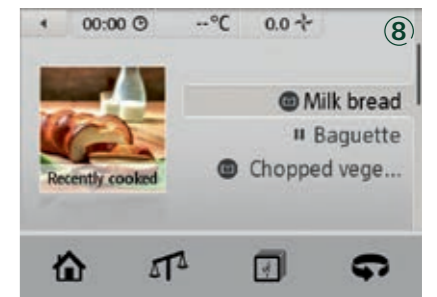 00:00 --°C 0.0 ⑧
Milk bread
Baguette
Chopped vege...
Recently cooked